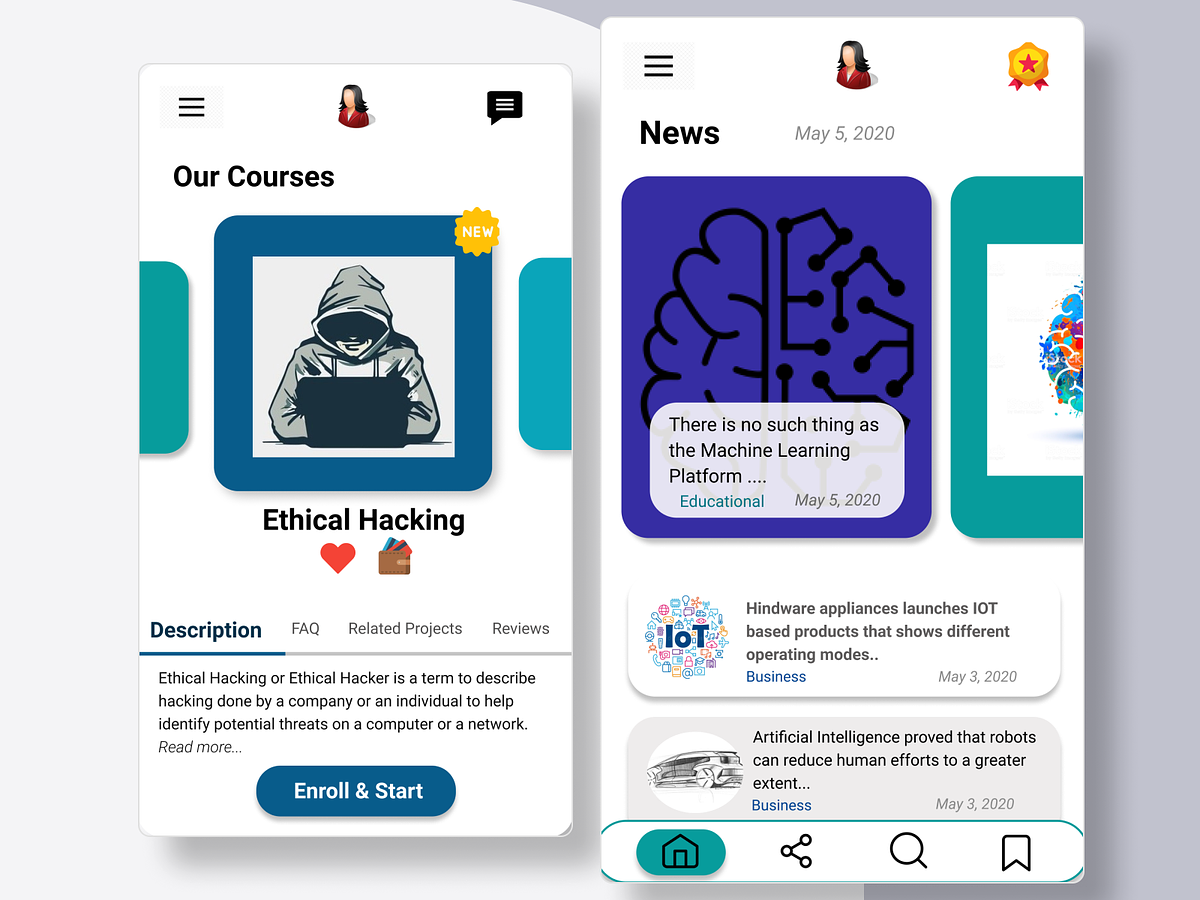 Our Courses
NEW
Ethical Hacking
Description
FAQ
Related Projects
Reviews
Ethical Hacking or Ethical Hacker is a term to describe
hacking done by a company or an individual to help
identify potential threats on a computer or a network.
Read more...
Enroll & Start
News
May 5, 2020
There is no such thing as
the Machine Learning
Platform ....
Educational
May 5, 2020
IoT
Hindware appliances launches IOT
based products that shows different
operating modes..
Business
May 3, 2020
Artificial Intelligence proved that robots
can reduce human efforts to a greater
extent...
Business
May 3, 2020